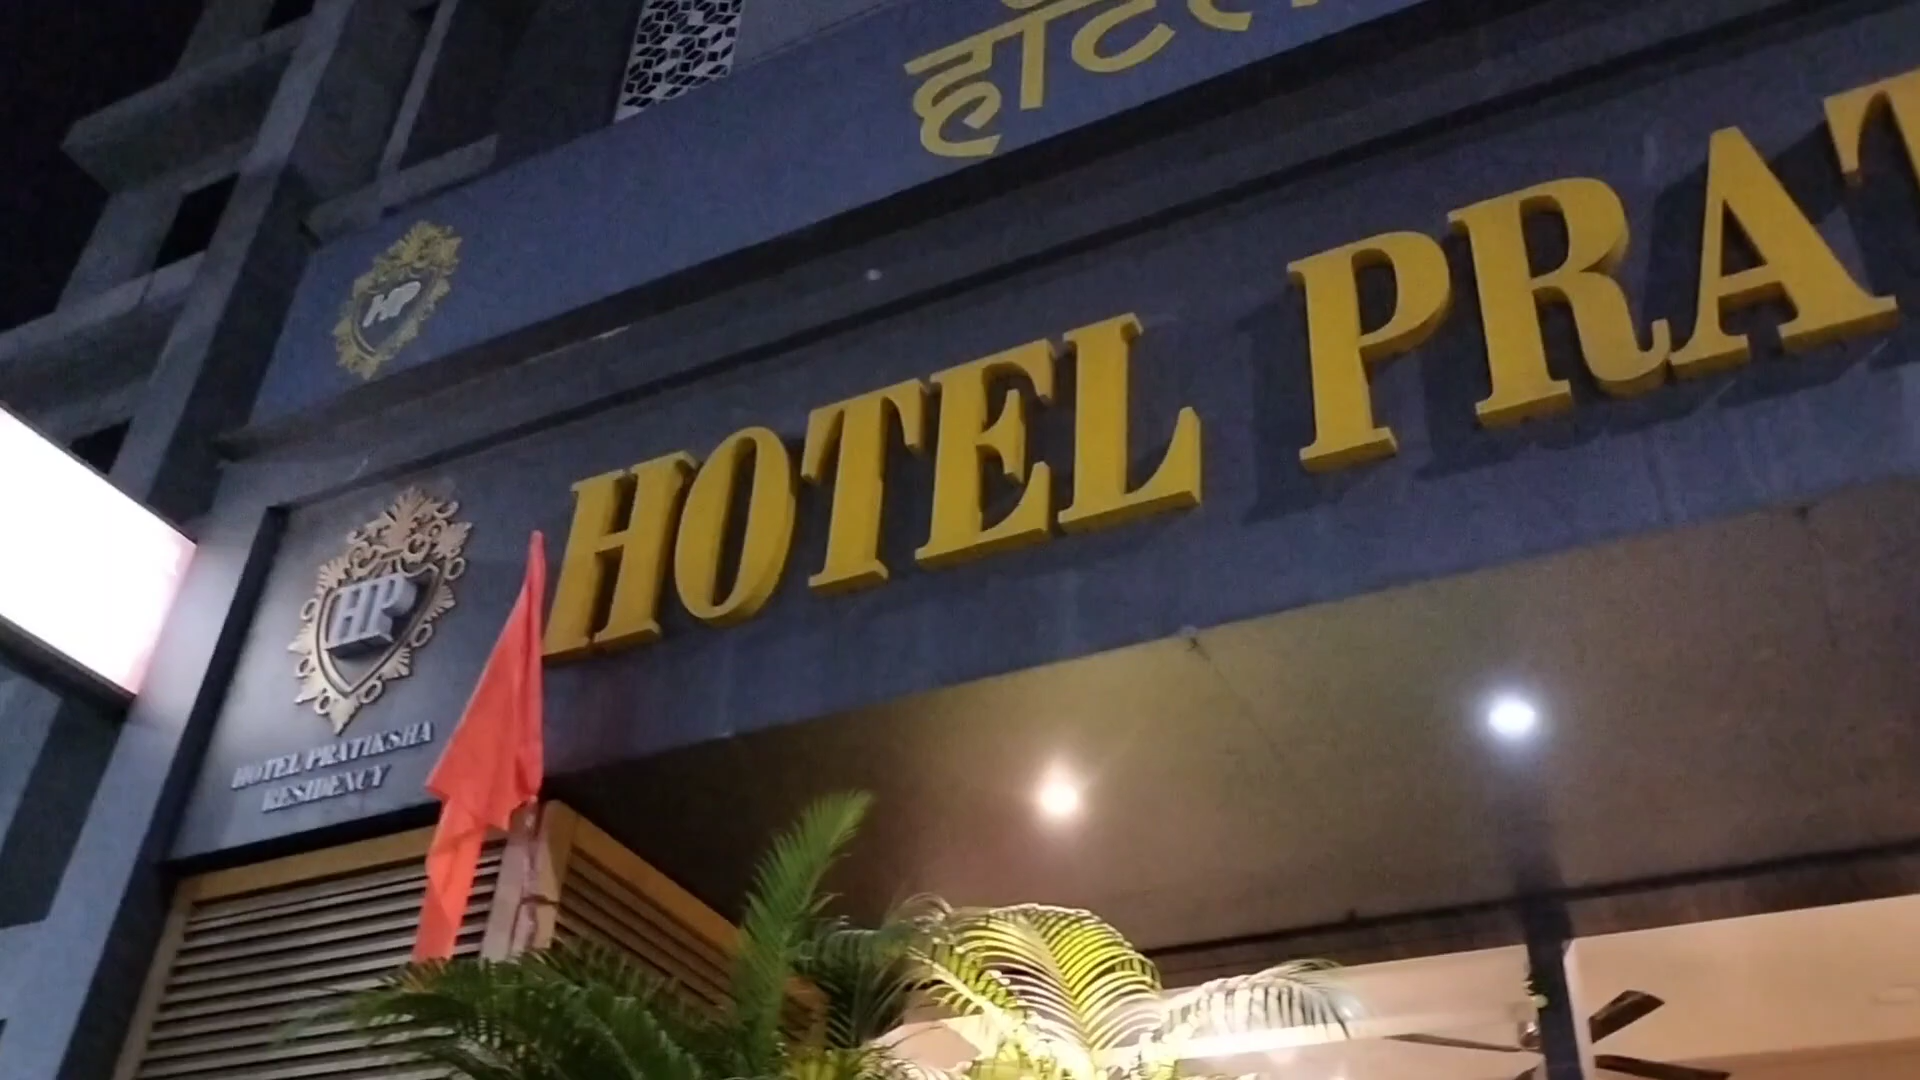 हॉटेल
HP
HOTEL PRAT
HP
HOTEL PRATIKSHA
RESIDENCY